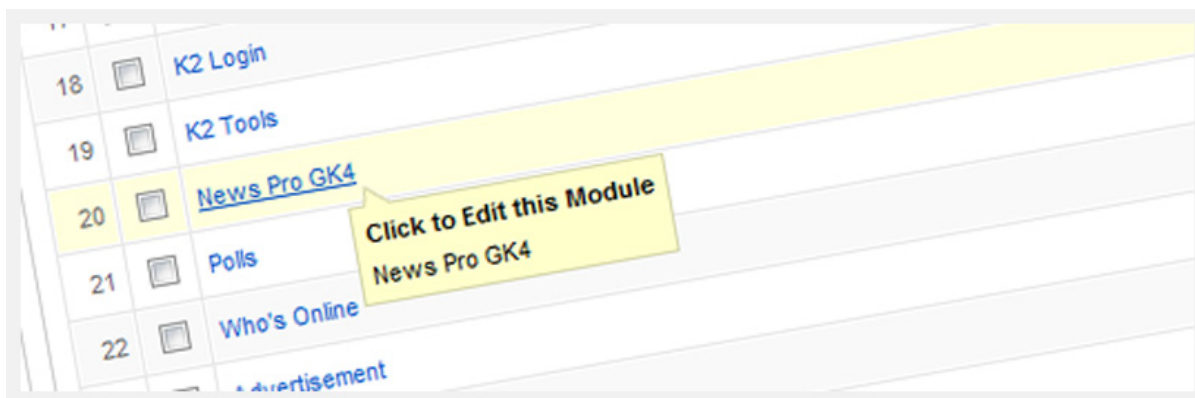 18 K2 Login
19 K2 Tools
20 News Pro GK4
Click to Edit this Module
News Pro GK4
21 Polls
22 Who's Online
Advertisement